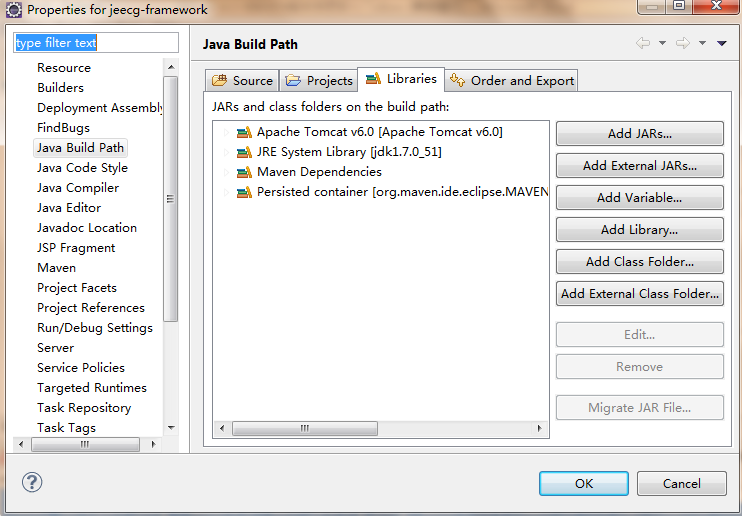 Properties for jeecg-framework
type filter text
Resource
Builders
Deployment Assembly
FindBugs
Java Build Path
Java Code Style
Java Compiler
Java Editor
Javadoc Location
JSP Fragment
Maven
Project Facets
Project References
Run/Debug Settings
Server
Service Policies
Targeted Runtimes
Task Repository
Task Tags
Java Build Path
Source
Projects
Libraries
Order and Export
JARs and class folders on the build path:
Apache Tomcat v6.0 [Apache Tomcat v6.0]
JRE System Library [jdk1.7.0_51]
Maven Dependencies
Persisted container [org.maven.ide.eclipse.MAVEN
Add JARs...
Add External JARs...
Add Variable...
Add Library...
Add Class Folder...
Add External Class Folder...
Edit...
Remove
Migrate JAR File...
?
OK
Cancel